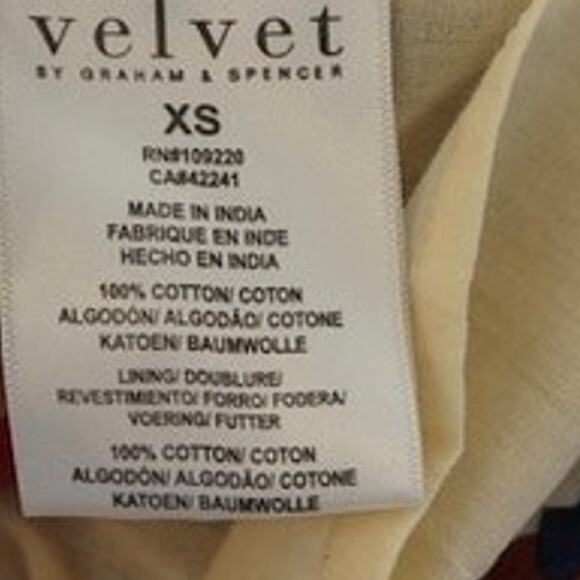 velvet
BY GRAHAM & SPENCER
XS
RN#109220
CA#42241
MADE IN INDIA
FABRIQUE EN INDE
HECHO EN INDIA
100% COTTON/ COTON
ALGODÓN/ ALGODÃO/ COTONE
KATOEN/ BAUMWOLLE
LINING/ DOUBLURE/
REVESTIMIENTO/ FORRO/ FODERA/
VOERING/ FUTTER
100% COTTON/ COTON
ALGODÓN/ ALGODÃO/ COTONE
KATOEN/ BAUMWOLLE